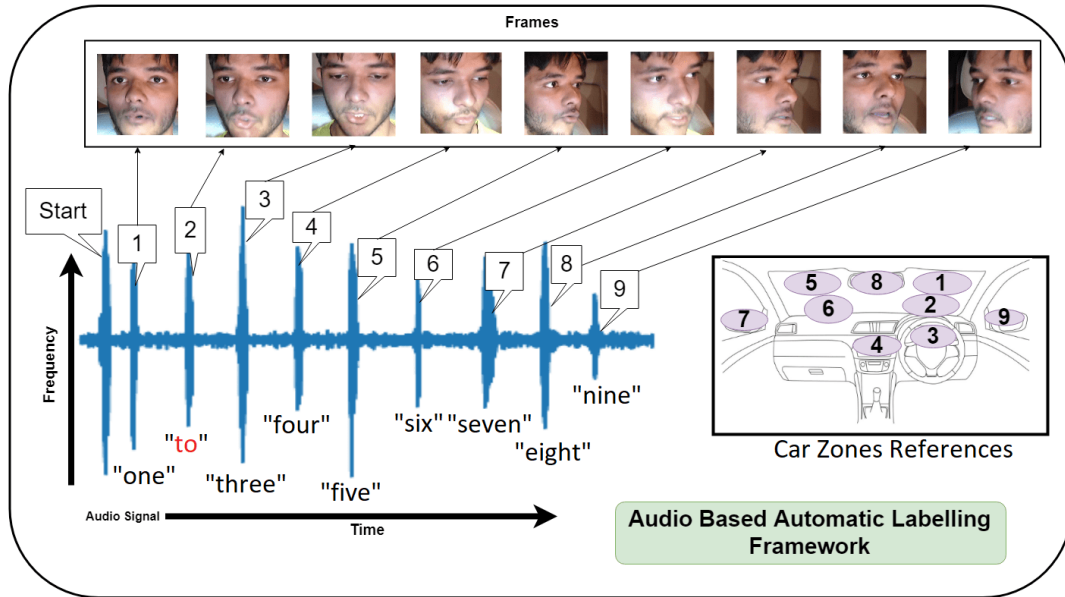 Frames
Start
1
2
3
4
5
6
7
8
9
Frequency
"one"
"to"
"three"
"four"
"five"
"six"
"seven"
"eight"
"nine"
Audio Signal
Time
5
8
1
6
2
7
9
4
3
Car Zones References
Audio Based Automatic Labelling
Framework